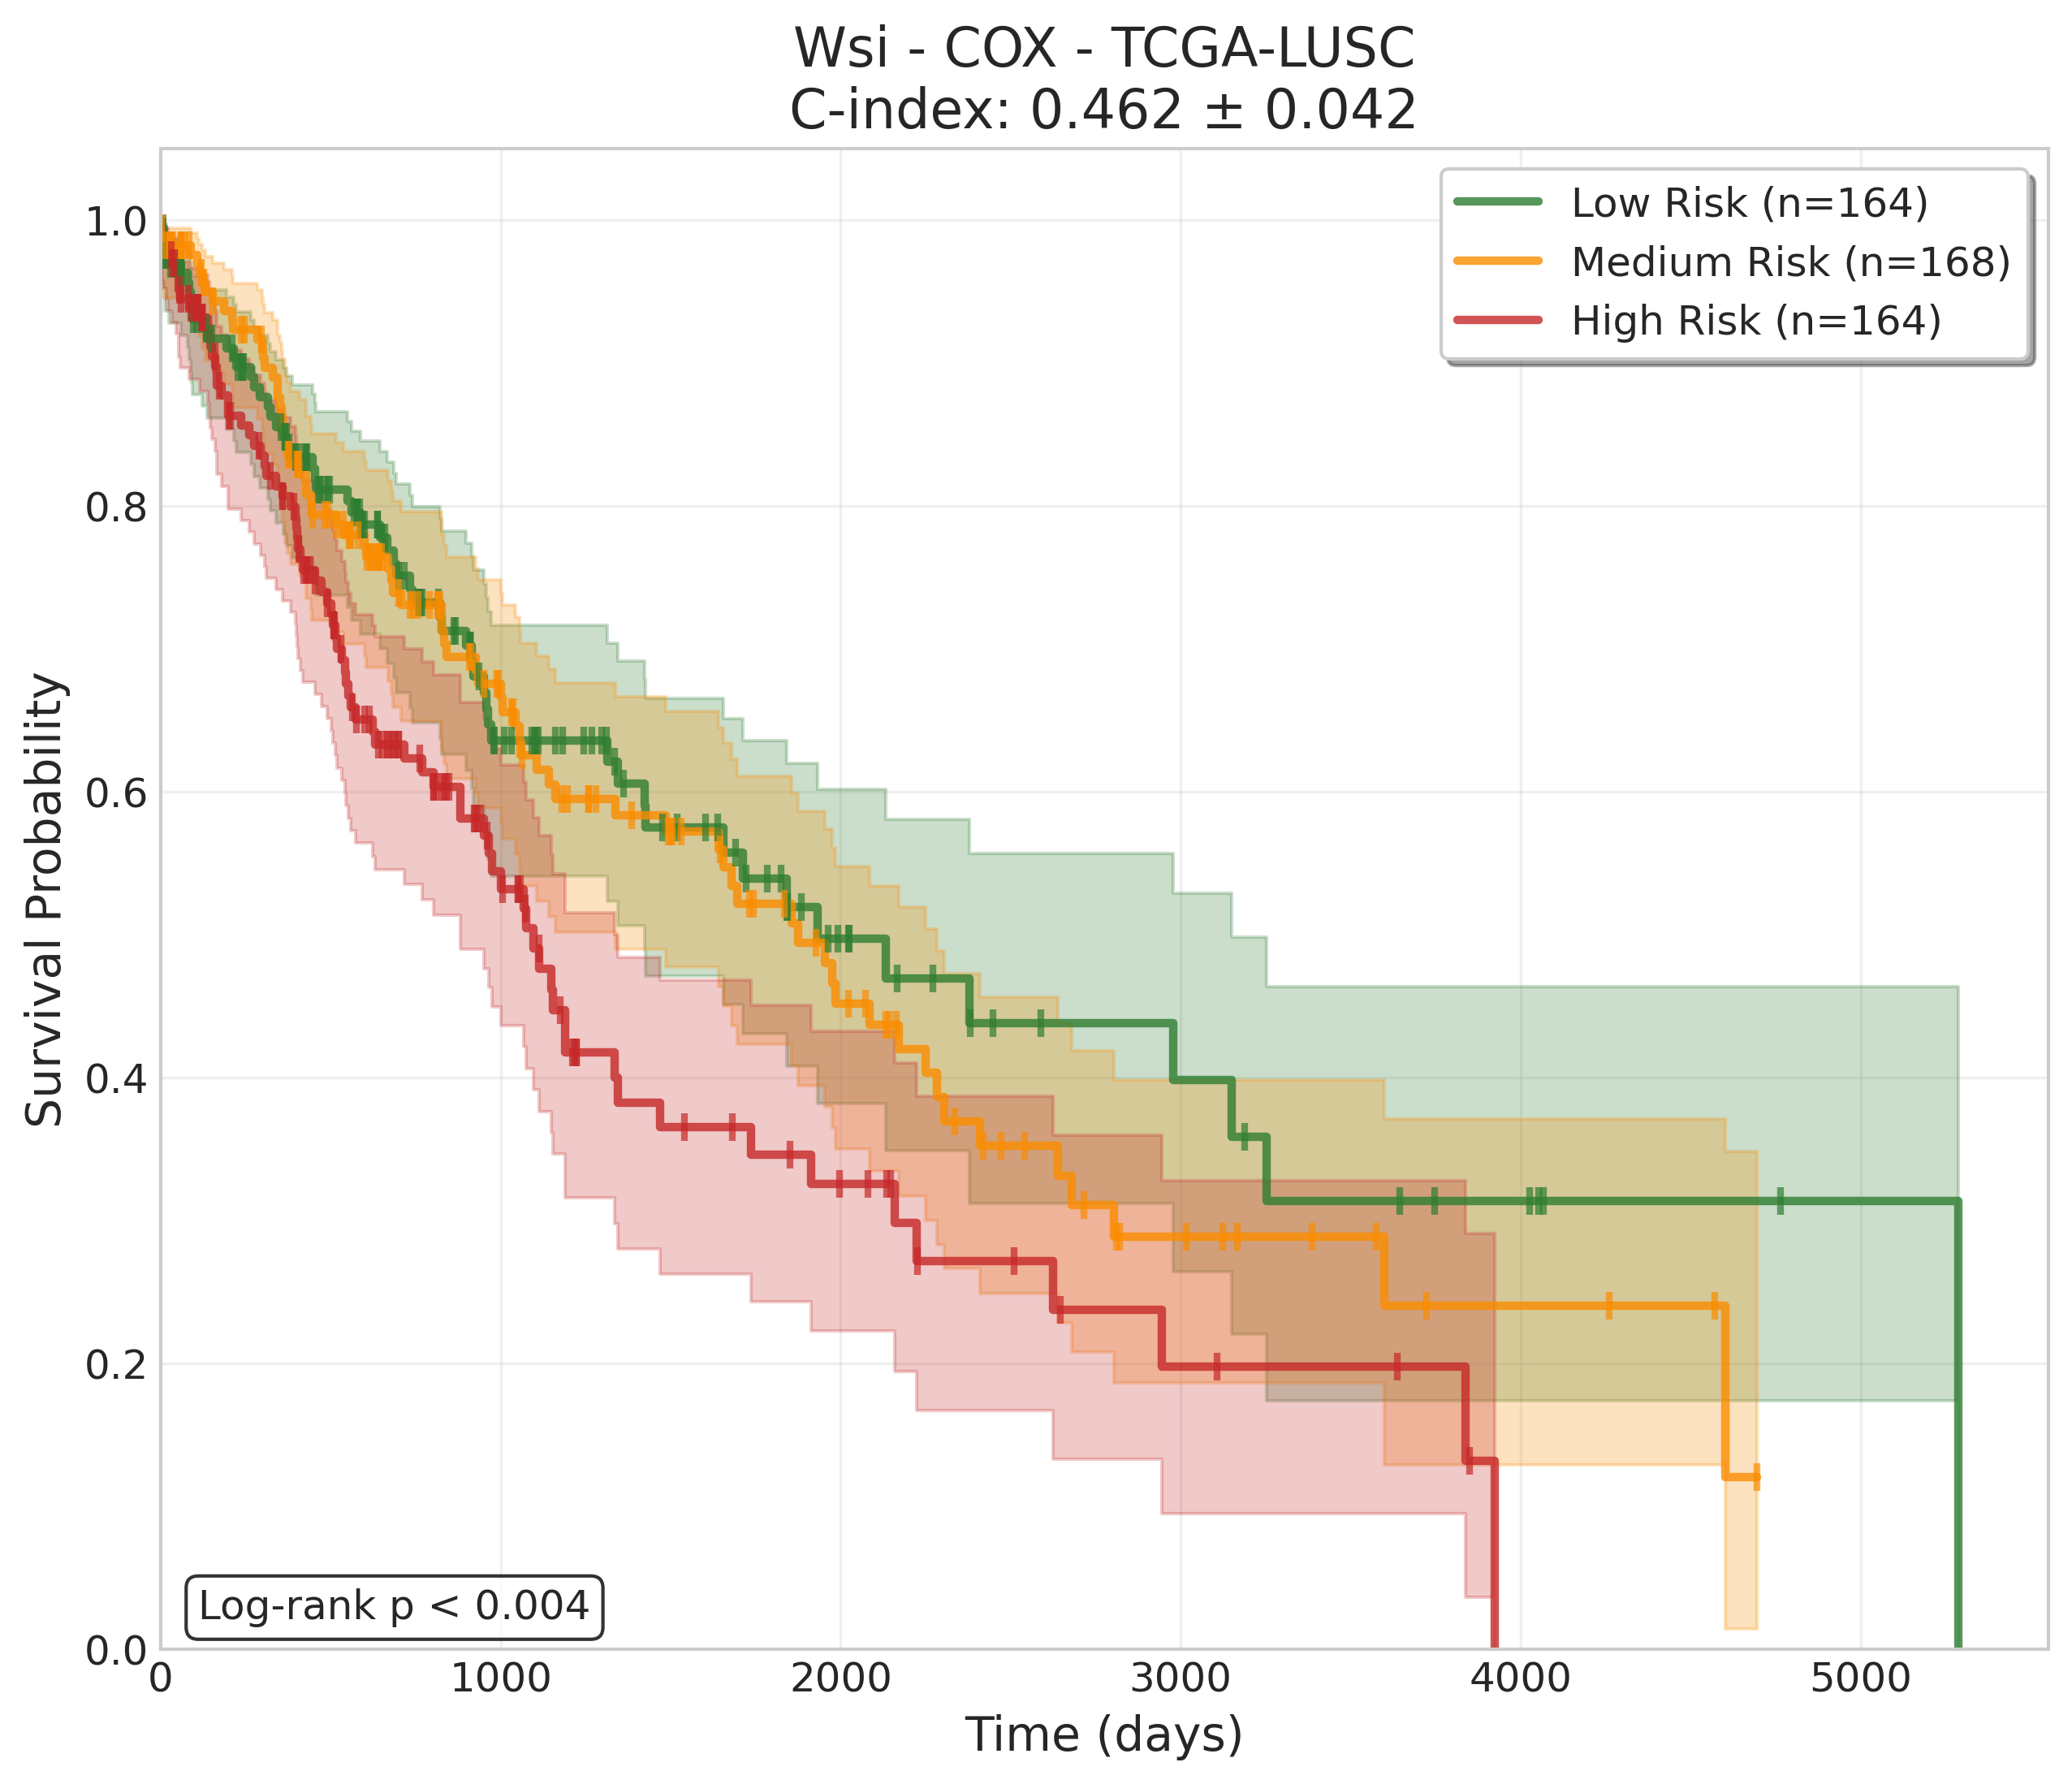 Wsi - COX - TCGA-LUSC
C-index: 0.462 ± 0.042
Low Risk (n=164)
Medium Risk (n=168)
High Risk (n=164)
Survival Probability
1.0
0.8
0.6
0.4
0.2
0.0
Log-rank p < 0.004
0 1000 2000 3000 4000 5000
Time (days)